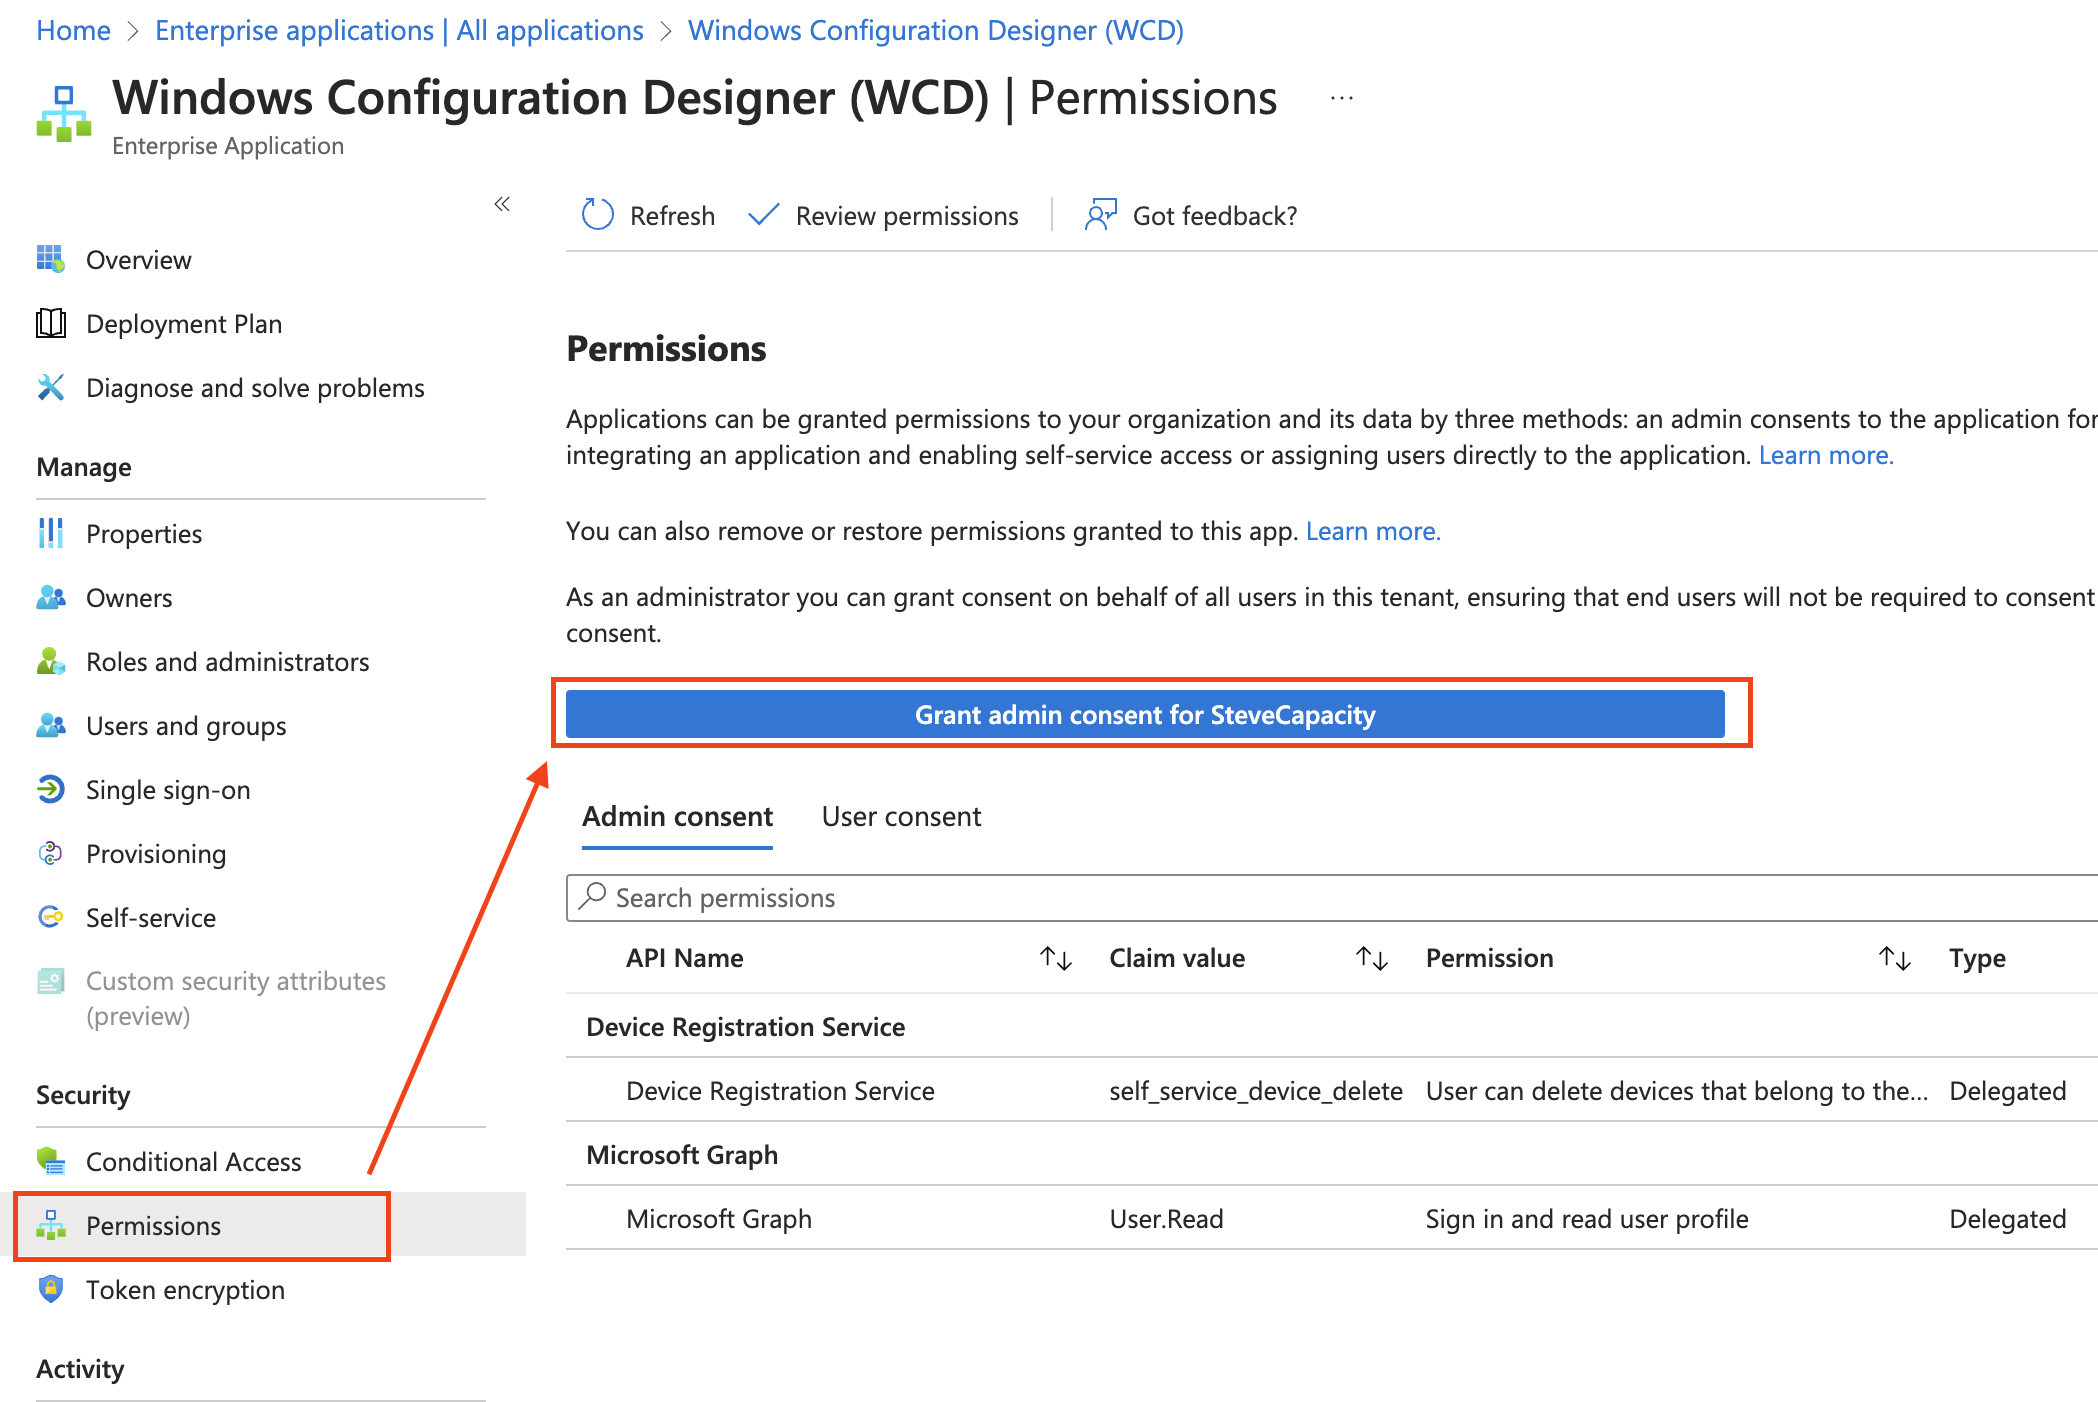 Home > Enterprise applications | All applications > Windows Configuration Designer (WCD)
Windows Configuration Designer (WCD) | Permissions ...
Enterprise Application
«
Refresh
Review permissions
Got feedback?
Overview
Deployment Plan
Diagnose and solve problems
Manage
Properties
Owners
Roles and administrators
Users and groups
Single sign-on
Provisioning
Self-service
Custom security attributes
(preview)
Security
Conditional Access
Permissions
Token encryption
Activity
Permissions
Applications can be granted permissions to your organization and its data by three methods: an admin consents to the application for
integrating an application and enabling self-service access or assigning users directly to the application. Learn more.
You can also remove or restore permissions granted to this app. Learn more.
As an administrator you can grant consent on behalf of all users in this tenant, ensuring that end users will not be required to consent
consent.
Grant admin consent for SteveCapacity
Admin consent User consent
Search permissions
API Name Claim value Permission Type
Device Registration Service
Device Registration Service self_service_device_delete User can delete devices that belong to the... Delegated
Microsoft Graph
Microsoft Graph User.Read Sign in and read user profile Delegated